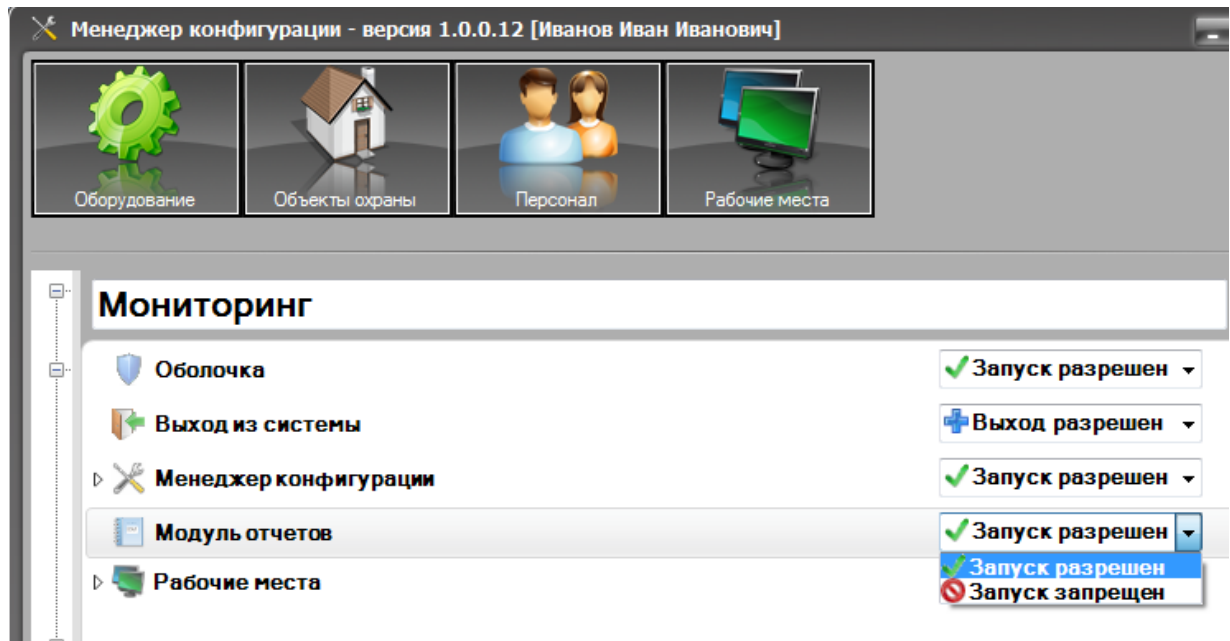 Менеджер конфигурации - версия 1.0.0.12 [Иванов Иван Иванович]
Оборудование Объекты охраны Персонал Рабочие места
Мониторинг
Оболочка Запуск разрешен
Выход из системы Выход разрешен
Менеджер конфигурации Запуск разрешен
Модуль отчетов Запуск разрешен
Запуск разрешен
Рабочие места Запуск запрещен